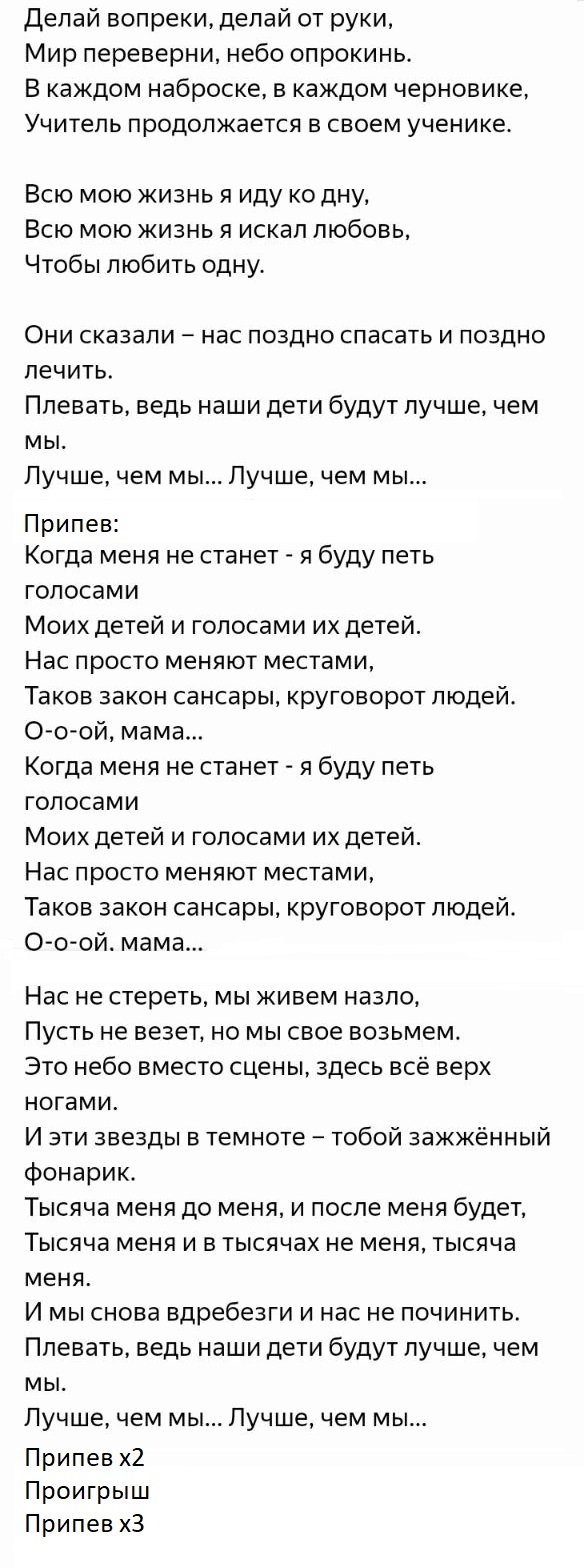 Делай вопреки, делай от руки,
Мир переверни, небо опрокинь.
В каждом наброске, в каждом черновике,
Учитель продолжается в своем ученике.
Всю мою жизнь я иду ко дну,
Всю мою жизнь я искал любовь,
Чтобы любить одну.
Они сказали – нас поздно спасать и поздно
лечить.
Плевать, ведь наши дети будут лучше, чем
мы.
Лучше, чем мы... Лучше, чем мы...
Припев:
Когда меня не станет - я буду петь
голосами
Моих детей и голосами их детей.
Нас просто меняют местами,
Таков закон сансары, круговорот людей.
О-о-ой, мама...
Когда меня не станет - я буду петь
голосами
Моих детей и голосами их детей.
Нас просто меняют местами,
Таков закон сансары, круговорот людей.
О-о-ой, мама...
Нас не стереть, мы живем назло,
Пусть не везет, но мы свое возьмем.
Это небо вместо сцены, здесь всё верх
ногами.
И эти звезды в темноте – тобой зажжённый
фонарик.
Тысяча меня до меня, и после меня будет,
Тысяча меня и в тысячах не меня, тысяча
меня.
И мы снова вдребезги и нас не починить.
Плевать, ведь наши дети будут лучше, чем
мы.
Лучше, чем мы... Лучше, чем мы...
Припев х2
Проигрыш
Припев х3